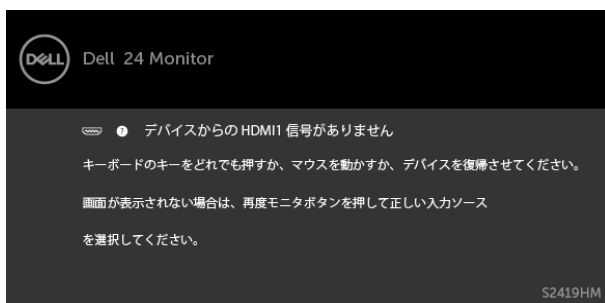 DELL
Dell 24 Monitor
デバイスからの HDMI1 信号がありません
キーボードのキーをどれでも押すか、マウスを動かすか、デバイスを復帰させてください。
画面が表示されない場合は、再度モニタボタンを押して正しい入力ソース
を選択してください。
S2419HM